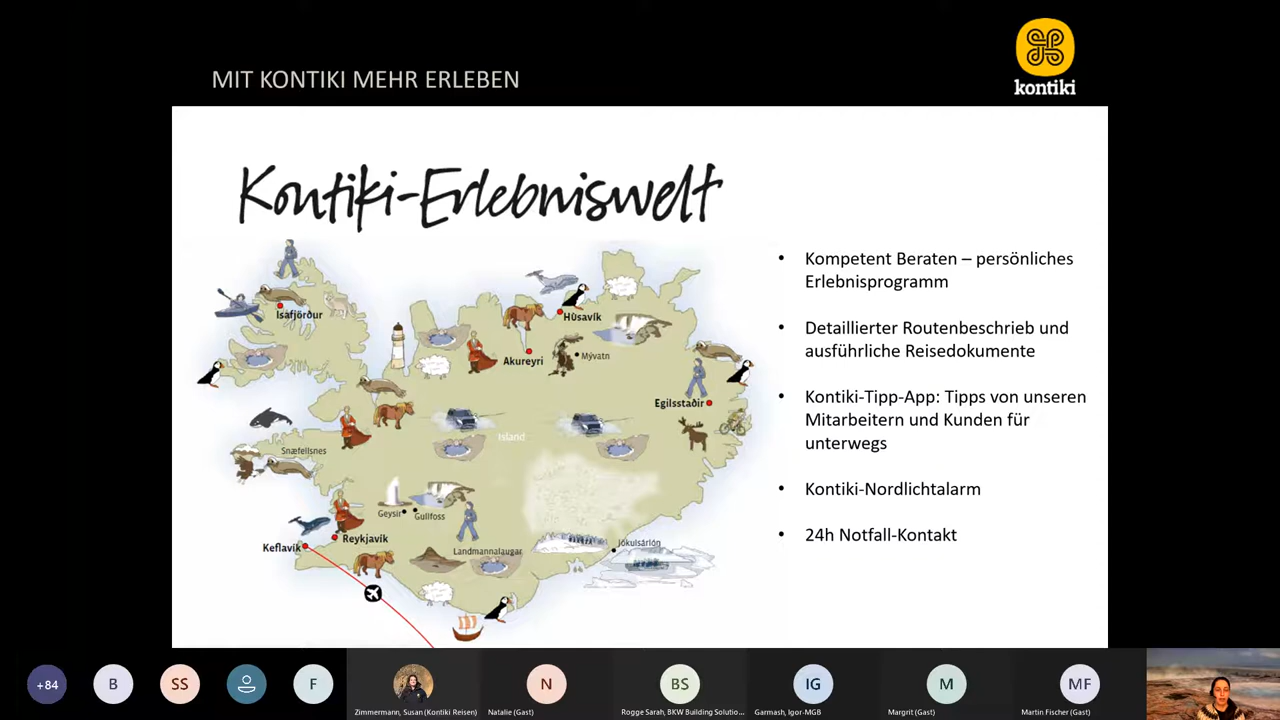 MIT KONTIKI MEHR ERLEBEN
kontiki
Kontiki-Erlebniswelt
Ísafjörður
Húsavík
Akureyri
Mývatn
Egilsstaðir
Island
Snæfellsnes
Geysir
Gullfoss
Reykjavík
Keflavík
Landmannalaugar
Jökulsárlón
• Kompetent Beraten – persönliches
Erlebnisprogramm
• Detaillierter Routenbeschrieb und
ausführliche Reisedokumente
• Kontiki-Tipp-App: Tipps von unseren
Mitarbeitern und Kunden für
unterwegs
• Kontiki-Nordlichtalarm
• 24h Notfall-Kontakt
+84
B
SS
F
Zimmermann, Susan (Kontiki Reisen)
N
Natalie (Gast)
BS
Rogge Sarah, BKW Building Solutio...
IG
Garmash, Igor-MGB
M
Margrit (Gast)
MF
Martin Fischer (Gast)